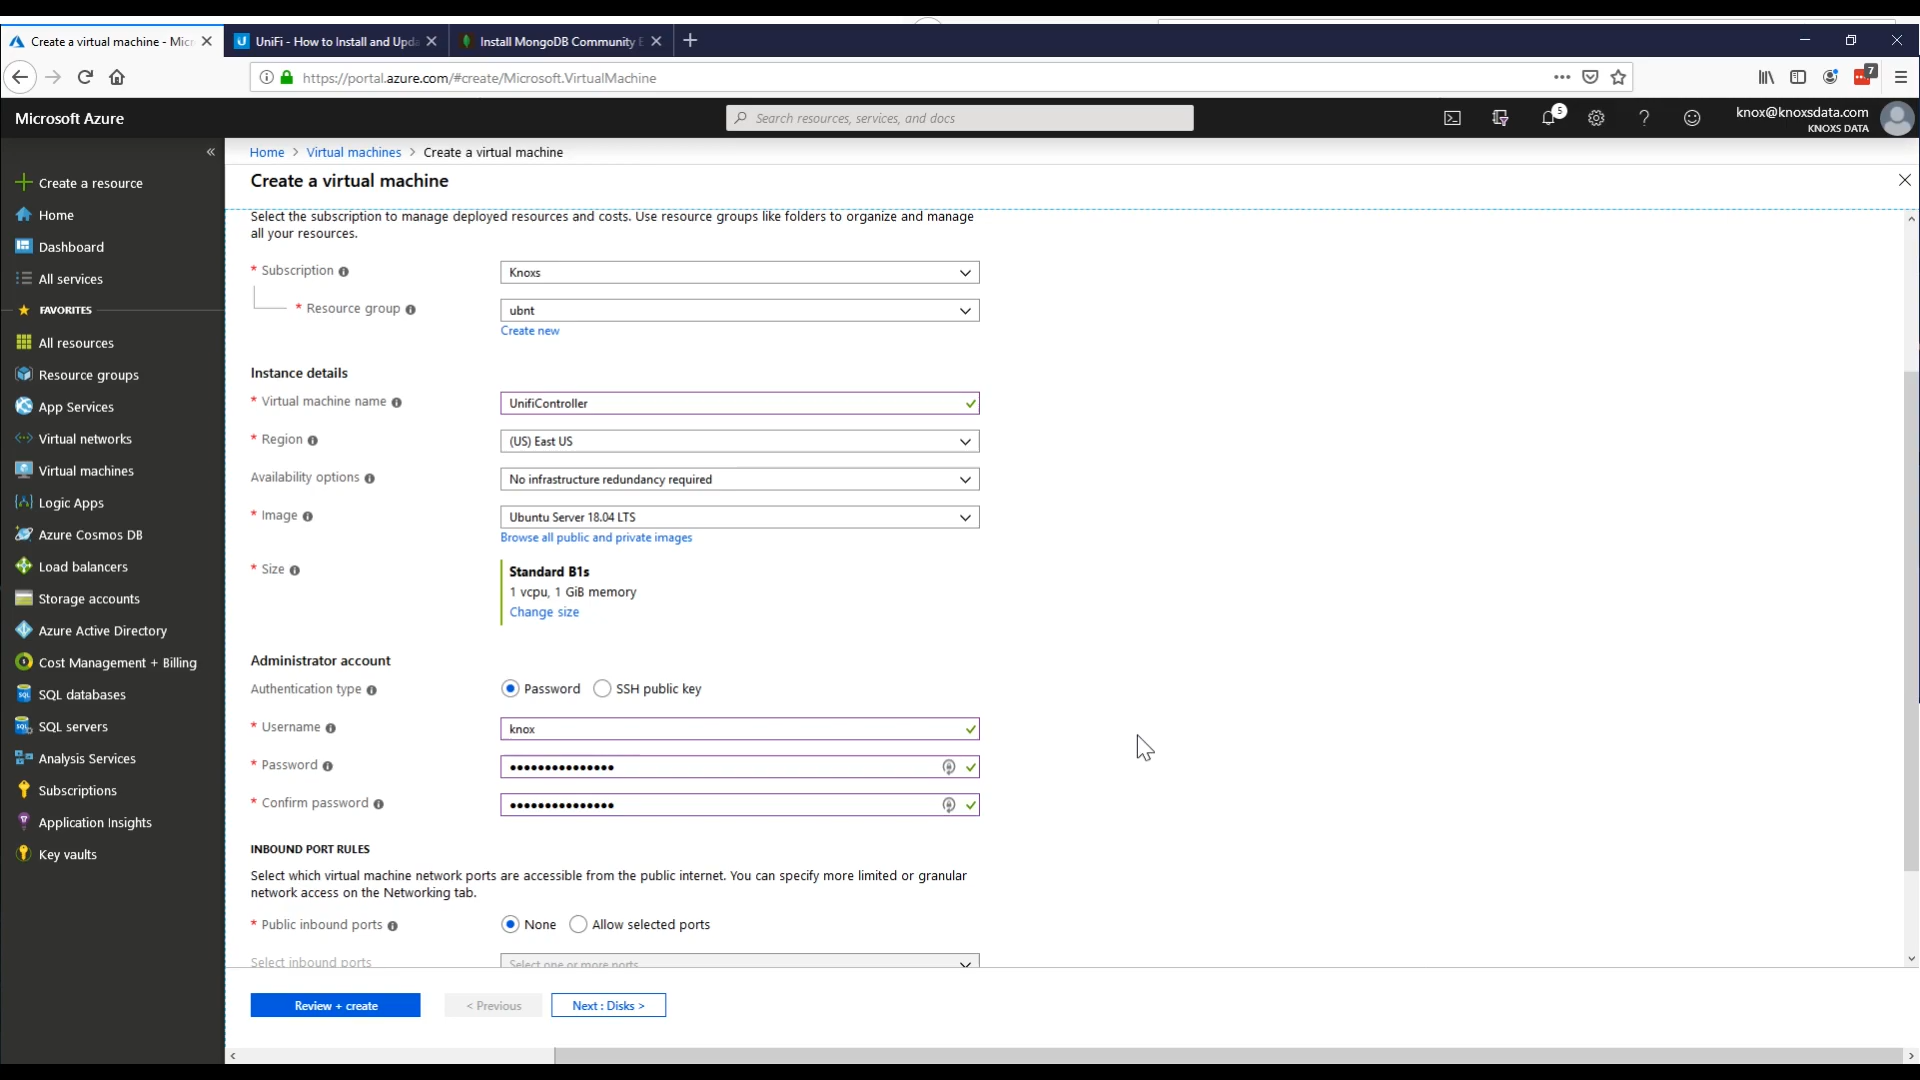 Create a virtual machine - Micr
UniFi - How to Install and Upda
Install MongoDB Community E
https://portal.azure.com/#create/Microsoft.VirtualMachine
7
Microsoft Azure
Search resources, services, and docs
5
knox@knoxsdata.com
KNOXS DATA
Create a resource
Home
Dashboard
All services
FAVORITES
All resources
Resource groups
App Services
Virtual networks
Virtual machines
Logic Apps
Azure Cosmos DB
Load balancers
Storage accounts
Azure Active Directory
Cost Management + Billing
SQL databases
SQL servers
Analysis Services
Subscriptions
Application Insights
Key vaults
Home > Virtual machines > Create a virtual machine
Create a virtual machine
Select the subscription to manage deployed resources and costs. Use resource groups like folders to organize and manage
all your resources.
* Subscription
Knoxs
* Resource group
ubnt
Create new
Instance details
* Virtual machine name
UnifiController
* Region
(US) East US
Availability options
No infrastructure redundancy required
* Image
Ubuntu Server 18.04 LTS
Browse all public and private images
* Size
Standard B1s
1 vcpu, 1 GiB memory
Change size
Administrator account
Authentication type
Password
SSH public key
* Username
knox
* Password
•••••••••••••••
* Confirm password
•••••••••••••••
INBOUND PORT RULES
Select which virtual machine network ports are accessible from the public internet. You can specify more limited or granular
network access on the Networking tab.
* Public inbound ports
None
Allow selected ports
Select inbound ports
Select one or more ports
Review + create
< Previous
Next : Disks >